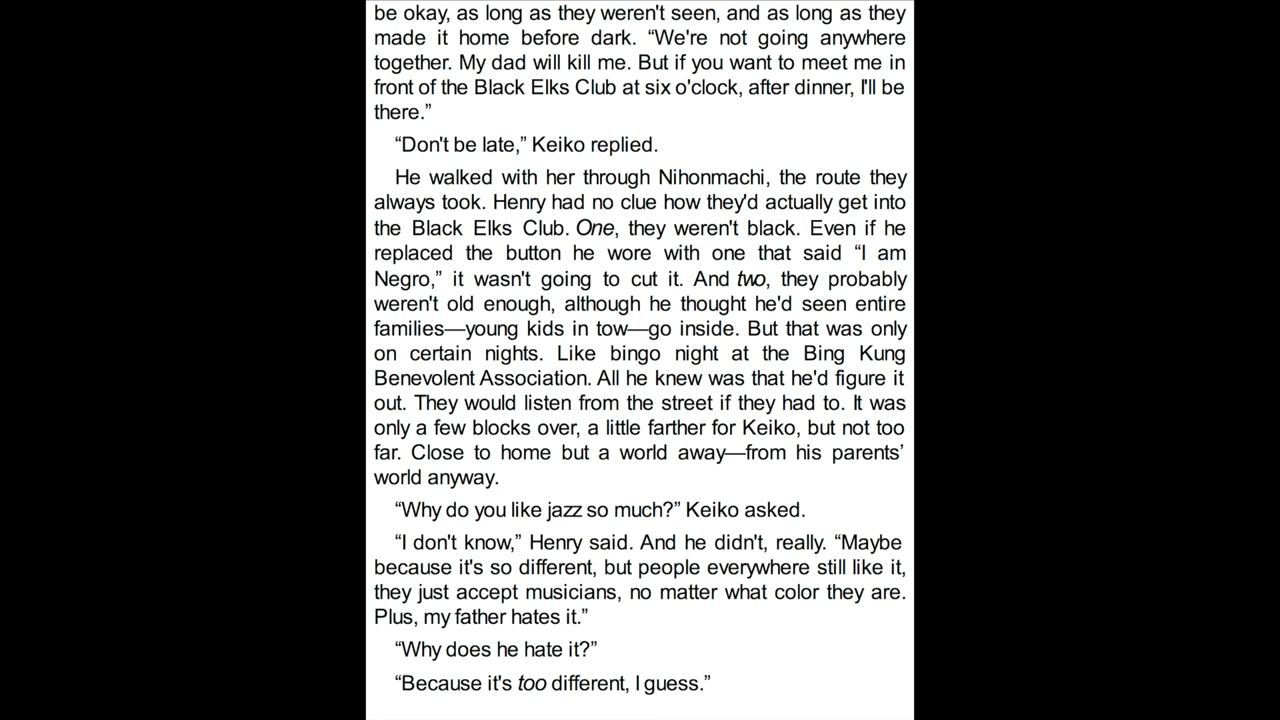 be okay, as long as they weren't seen, and as long as they
made it home before dark. “We're not going anywhere
together. My dad will kill me. But if you want to meet me in
front of the Black Elks Club at six o'clock, after dinner, I'll be
there.”
“Don't be late,” Keiko replied.
He walked with her through Nihonmachi, the route they
always took. Henry had no clue how they'd actually get into
the Black Elks Club. One, they weren't black. Even if he
replaced the button he wore with one that said “I am
Negro,” it wasn't going to cut it. And two, they probably
weren't old enough, although he thought he'd seen entire
families—young kids in tow—go inside. But that was only
on certain nights. Like bingo night at the Bing Kung
Benevolent Association. All he knew was that he'd figure it
out. They would listen from the street if they had to. It was
only a few blocks over, a little farther for Keiko, but not too
far. Close to home but a world away—from his parents’
world anyway.
“Why do you like jazz so much?” Keiko asked.
“I don't know,” Henry said. And he didn't, really. “Maybe
because it's so different, but people everywhere still like it,
they just accept musicians, no matter what color they are.
Plus, my father hates it.”
“Why does he hate it?”
“Because it's too different, I guess.”